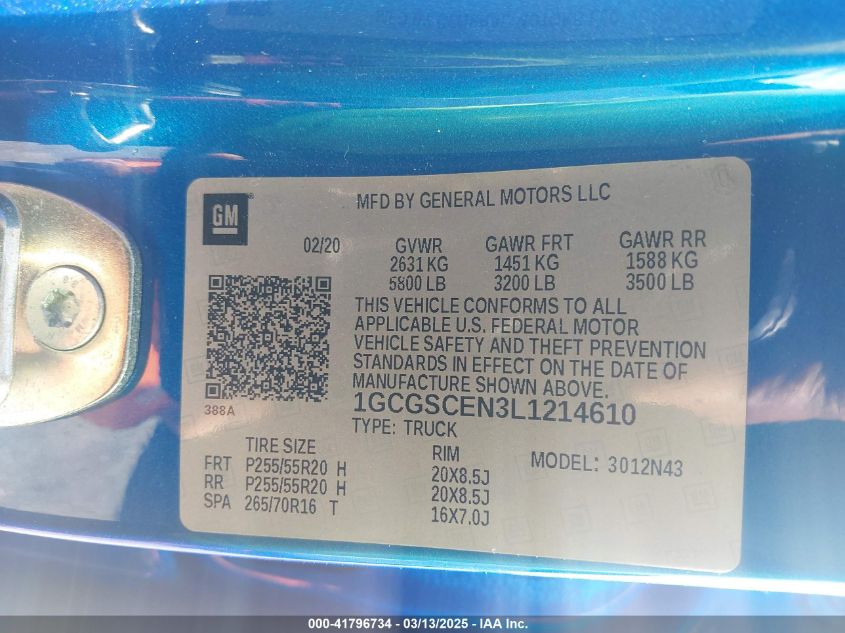 GM
MFD BY GENERAL MOTORS LLC
02/20 GVWR GAWR FRT GAWR RR
2631 KG 1451 KG 1588 KG
5800 LB 3200 LB 3500 LB
THIS VEHICLE CONFORMS TO ALL
APPLICABLE U.S. FEDERAL MOTOR
VEHICLE SAFETY AND THEFT PREVENTION
STANDARDS IN EFFECT ON THE DATE OF
MANUFACTURE SHOWN ABOVE.
388A
1GCGSCEN3L1214610
TYPE: TRUCK
TIRE SIZE RIM MODEL: 3012N43
FRT P255/55R20 H 20X8.5J
RR P255/55R20 H 20X8.5J
SPA 265/70R16 T 16X7.0J
000-41796734 — 03/13/2025 — IAA Inc.